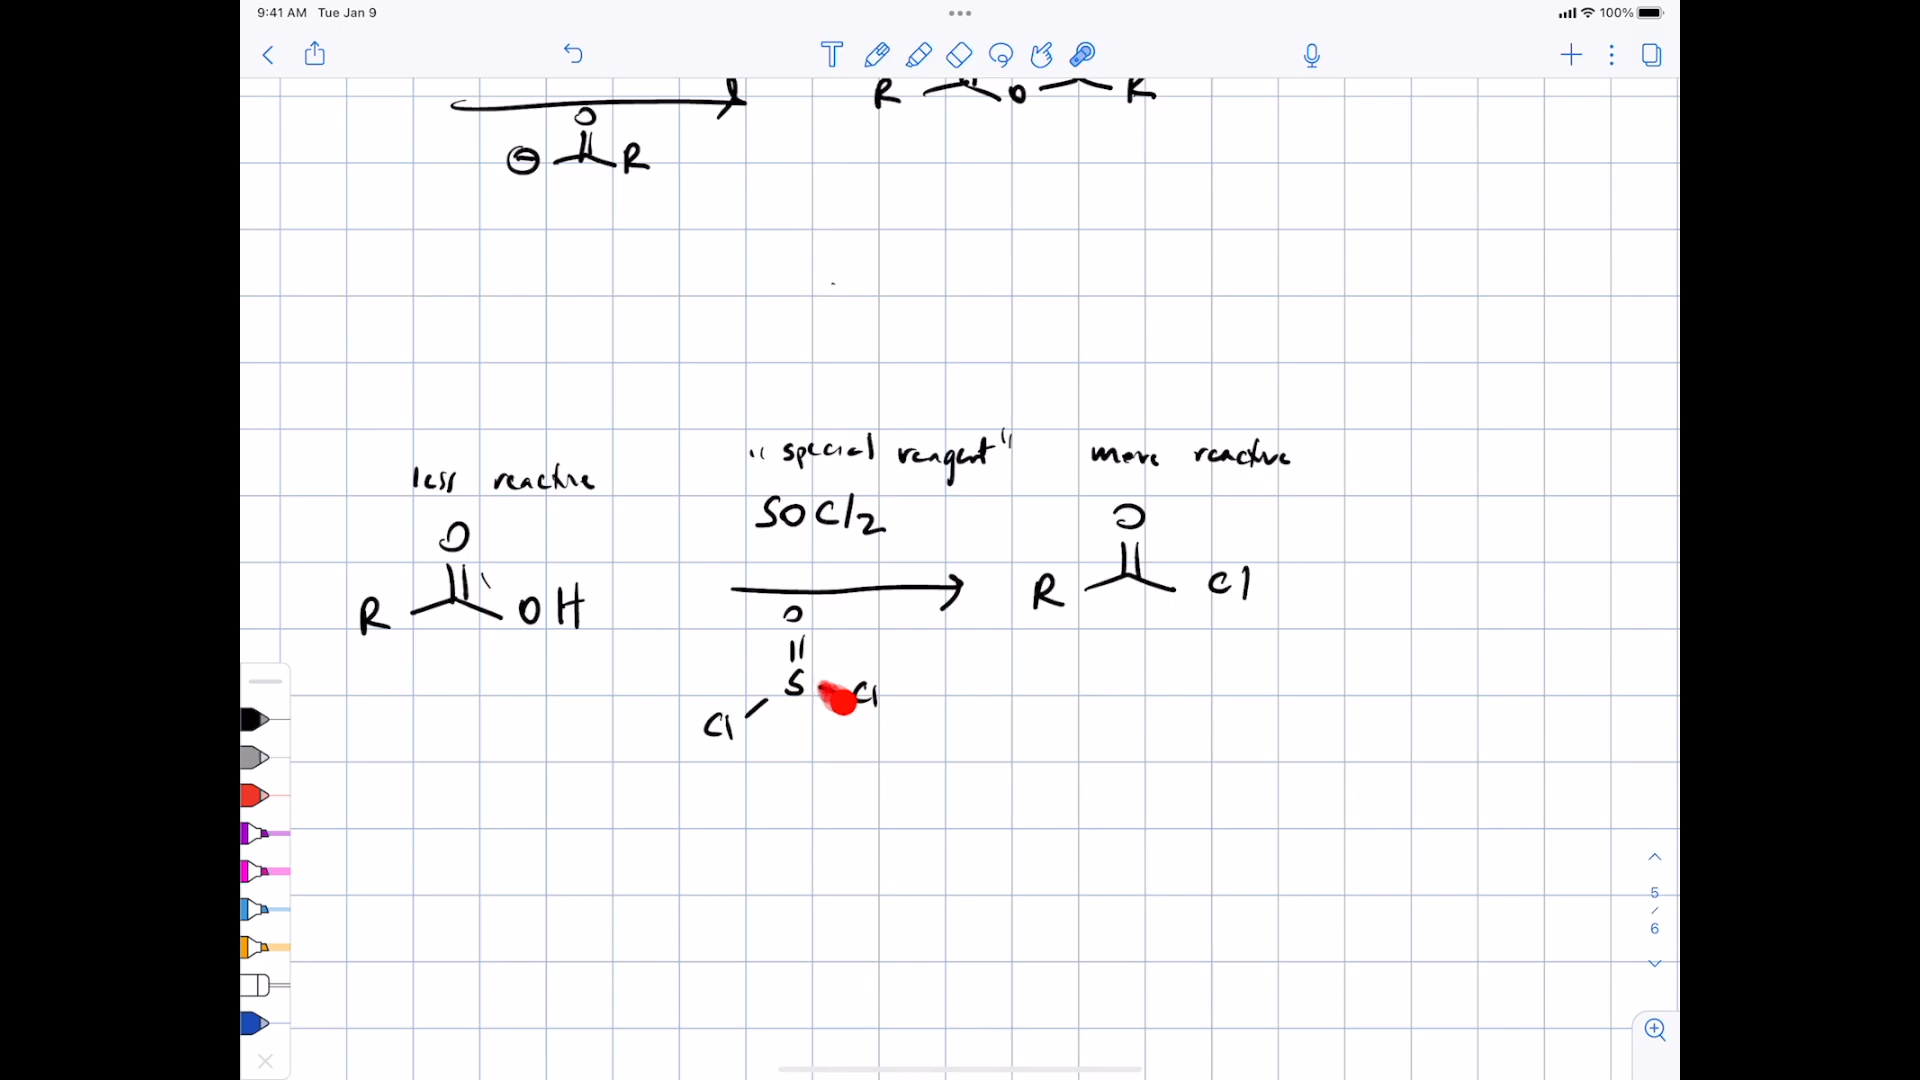 9:41 AM Tue Jan 9
100%
T
R O R
O
⊖ R
"special reagent" more reactive
less reactive
SOCl2
O
O
R Cl
R OH
O
S Cl
Cl
5
/
6